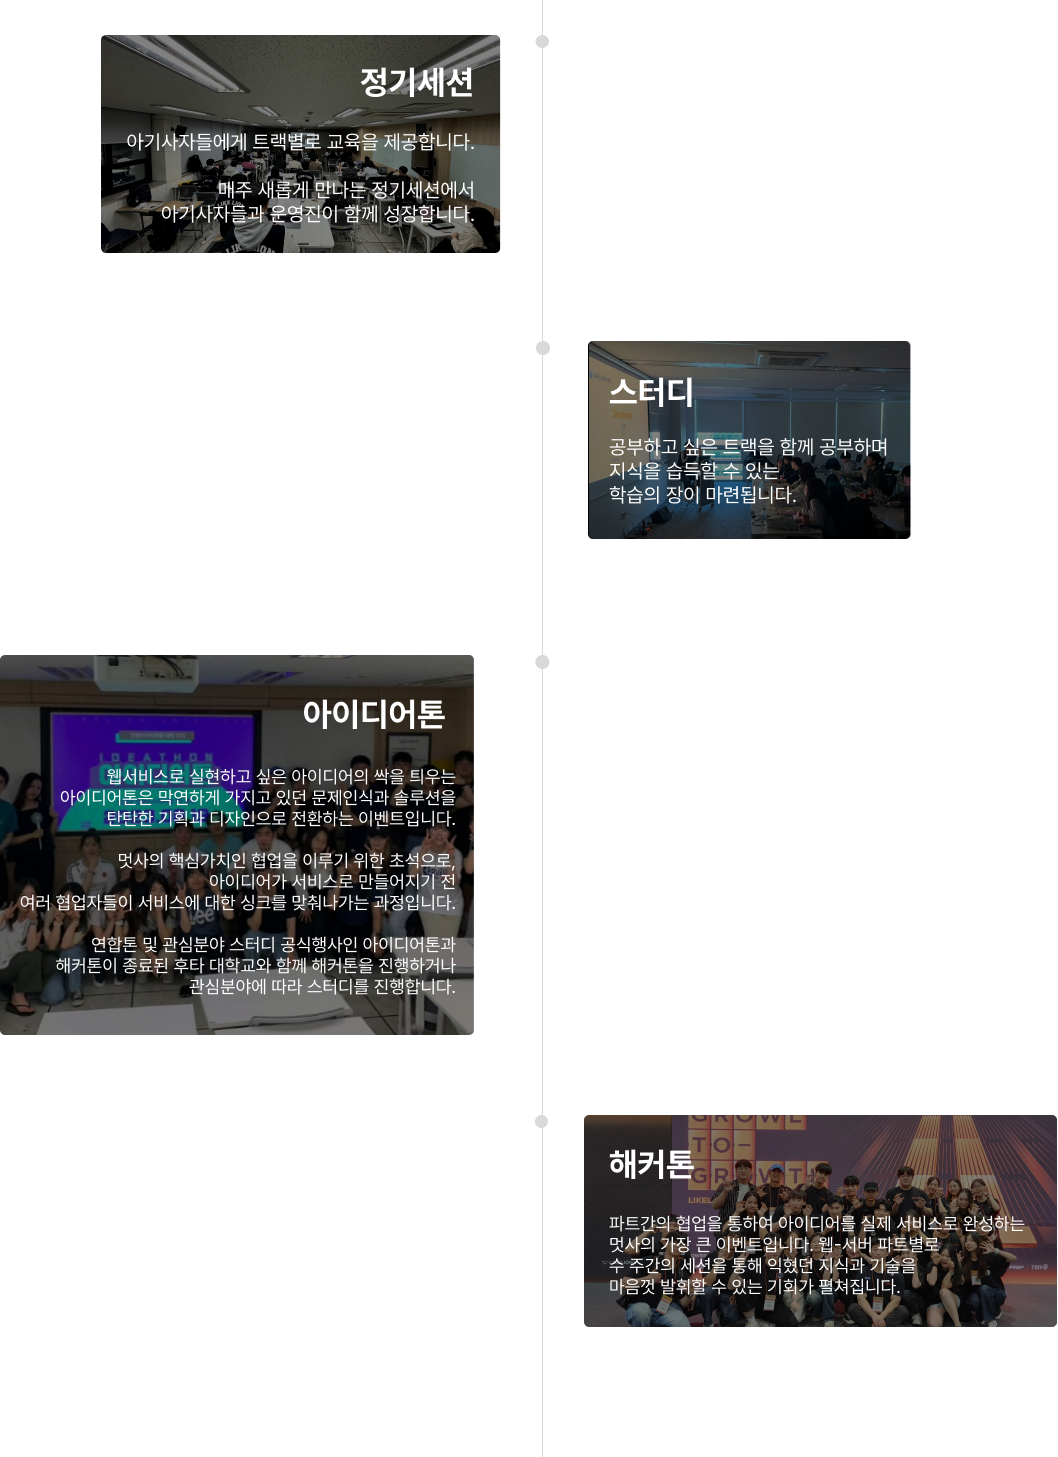 정기세션
아기사자들에게 트랙별로 교육을 제공합니다.
매주 새롭게 만나는 정기세션에서
아기사자들과 운영진이 함께 성장합니다.
스터디
공부하고 싶은 트랙을 함께 공부하며
지식을 습득할 수 있는
학습의 장이 마련됩니다.
아이디어톤
IDEATHON
웹서비스로 실현하고 싶은 아이디어의 싹을 틔우는
아이디어톤은 막연하게 가지고 있던 문제인식과 솔루션을
탄탄한 기획과 디자인으로 전환하는 이벤트입니다.
멋사의 핵심가치인 협업을 이루기 위한 초석으로,
아이디어가 서비스로 만들어지기 전
여러 협업자들이 서비스에 대한 싱크를 맞춰나가는 과정입니다.
연합톤 및 관심분야 스터디 공식행사인 아이디어톤과
해커톤이 종료된 후타 대학교와 함께 해커톤을 진행하거나
관심분야에 따라 스터디를 진행합니다.
GROWL
TO-
GROWTH
LIKEL
해커톤
파트간의 협업을 통하여 아이디어를 실제 서비스로 완성하는
멋사의 가장 큰 이벤트입니다. 웹-서버 파트별로
수 주간의 세션을 통해 익혔던 지식과 기술을
마음껏 발휘할 수 있는 기회가 펼쳐집니다.